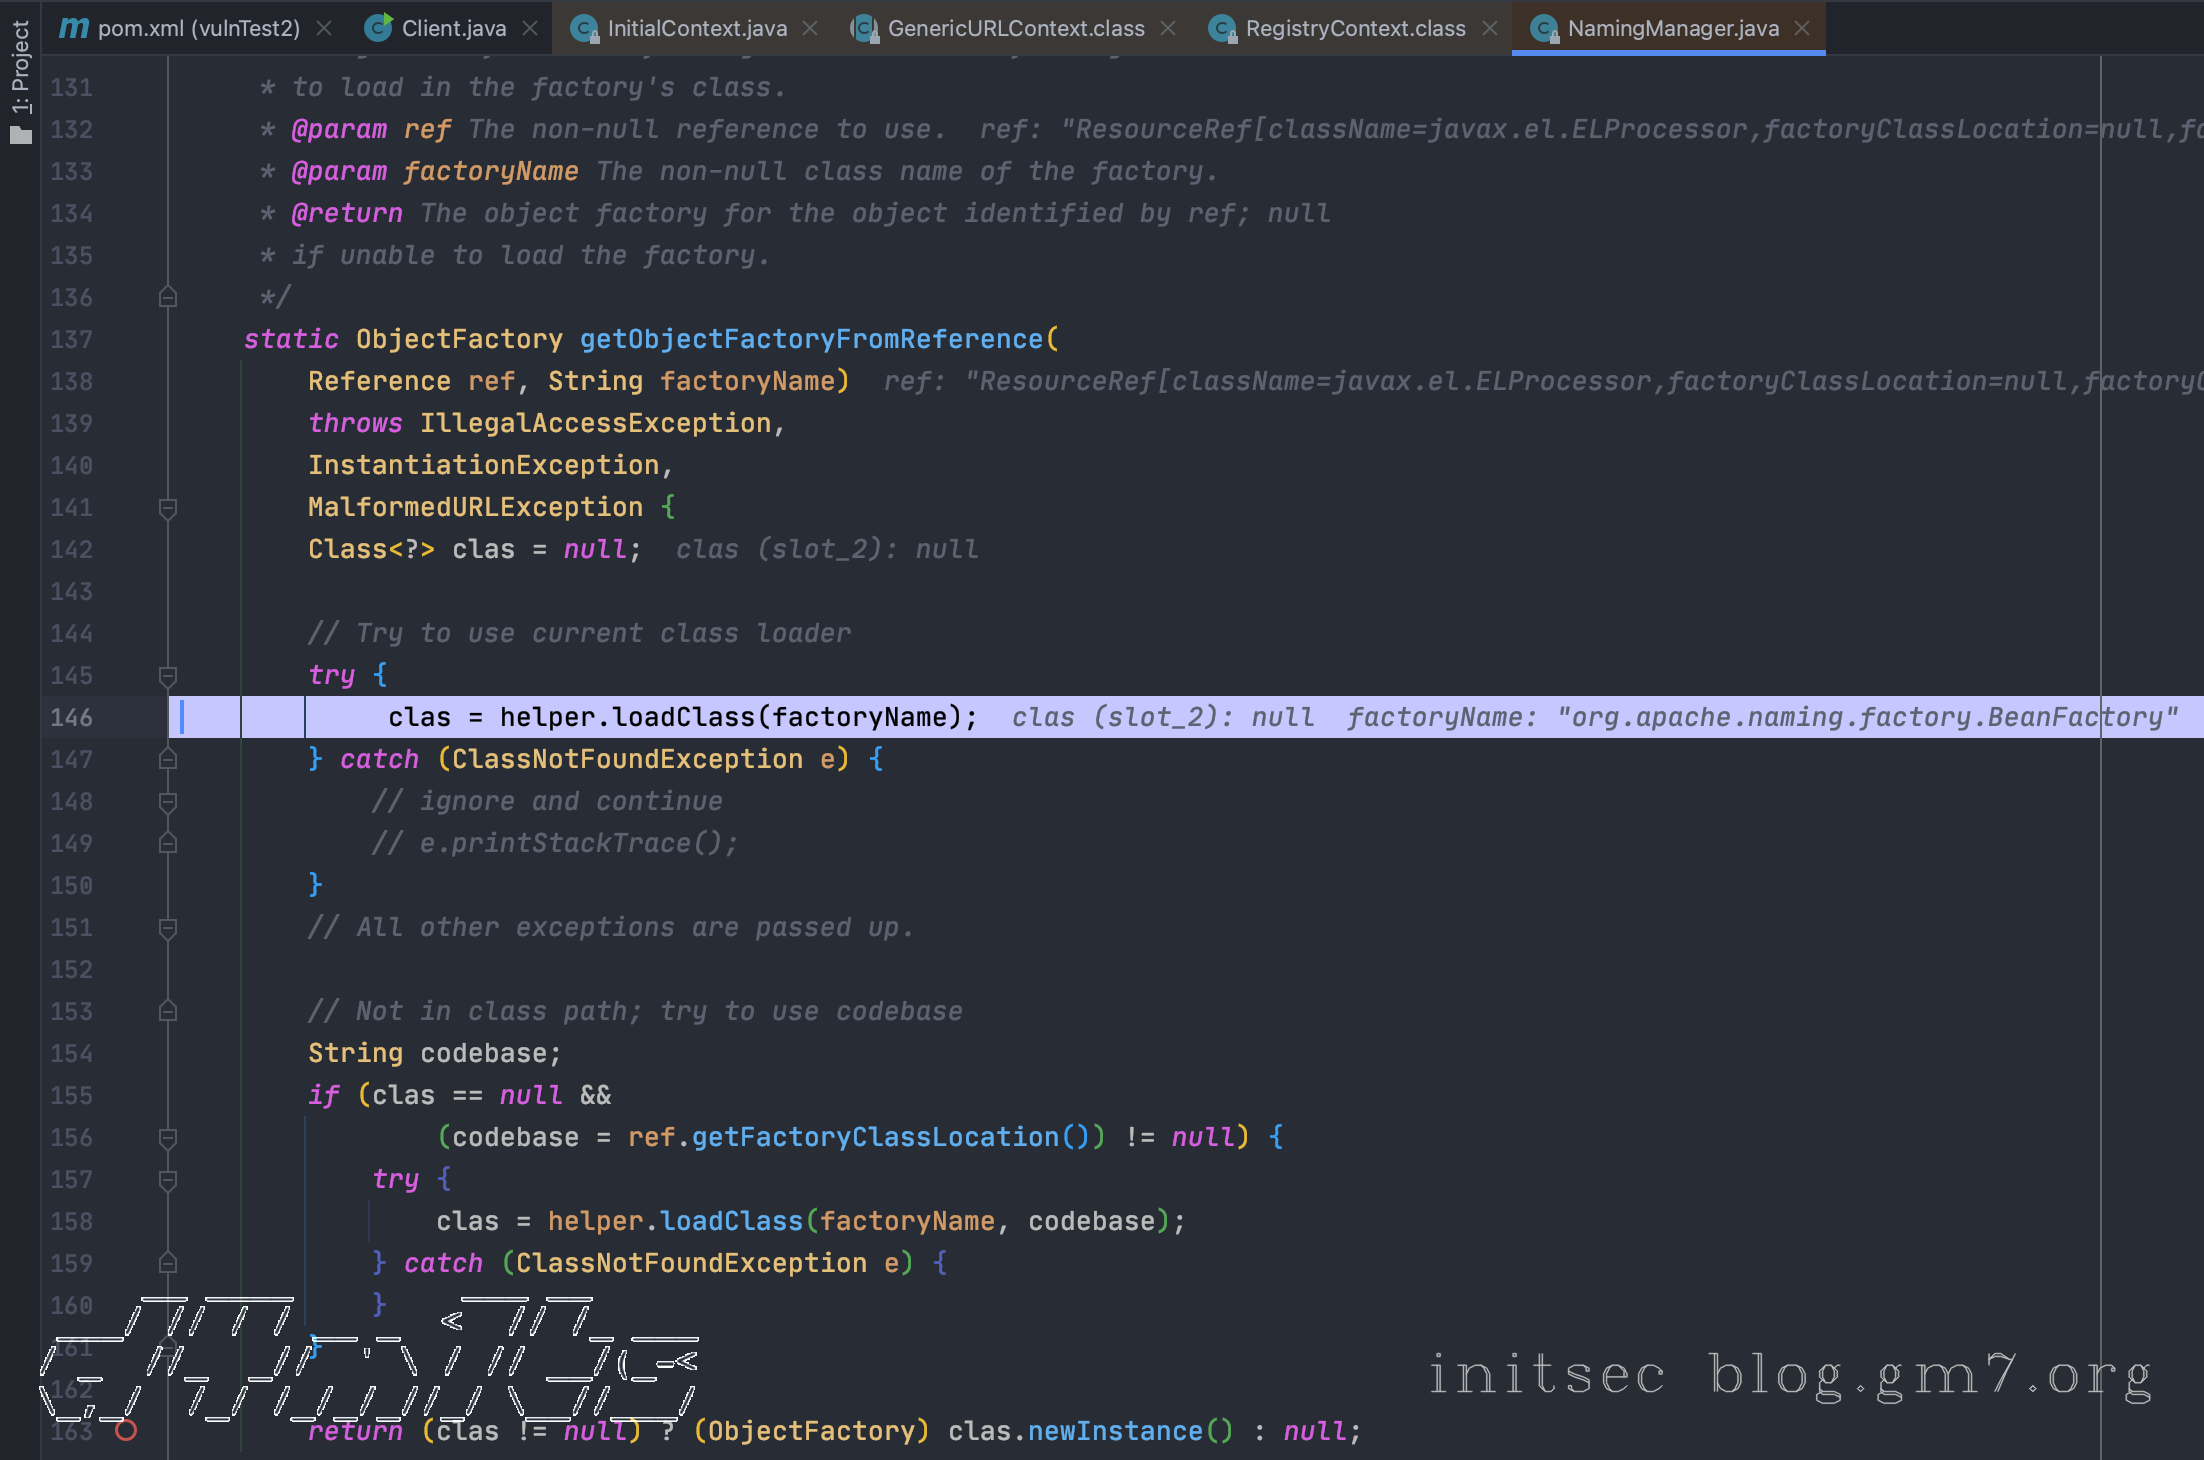 pom.xml (vulnTest2)
Client.java
InitialContext.java
GenericURLContext.class
RegistryContext.class
NamingManager.java
1: Project
131 * to load in the factory's class.
132 * @param ref The non-null reference to use. ref: "ResourceRef[className=javax.el.ELProcessor,factoryClassLocation=null,fa
133 * @param factoryName The non-null class name of the factory.
134 * @return The object factory for the object identified by ref; null
135 * if unable to load the factory.
136 */
137 static ObjectFactory getObjectFactoryFromReference(
138 Reference ref, String factoryName) ref: "ResourceRef[className=javax.el.ELProcessor,factoryClassLocation=null,factoryC
139 throws IllegalAccessException,
140 InstantiationException,
141 MalformedURLException {
142 Class<?> clas = null; clas (slot_2): null
143
144 // Try to use current class loader
145 try {
146 clas = helper.loadClass(factoryName); clas (slot_2): null factoryName: "org.apache.naming.factory.BeanFactory"
147 } catch (ClassNotFoundException e) {
148 // ignore and continue
149 // e.printStackTrace();
150 }
151 // All other exceptions are passed up.
152
153 // Not in class path; try to use codebase
154 String codebase;
155 if (clas == null &&
156 (codebase = ref.getFactoryClassLocation()) != null) {
157 try {
158 clas = helper.loadClass(factoryName, codebase);
159 } catch (ClassNotFoundException e) {
160 }
161 }
162
163 return (clas != null) ? (ObjectFactory) clas.newInstance() : null;
initsec blog.gm7.org